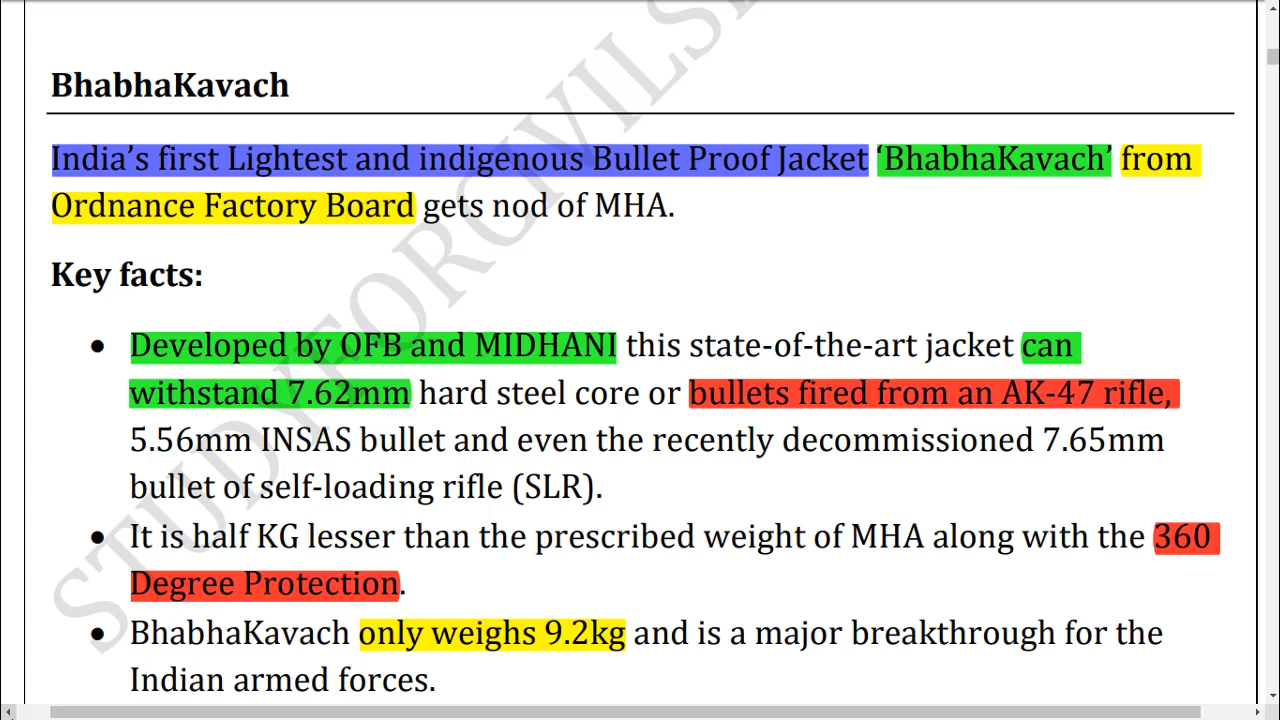 BhabhaKavach
India’s first Lightest and indigenous Bullet Proof Jacket ‘BhabhaKavach’ from
Ordnance Factory Board gets nod of MHA.
Key facts:
• Developed by OFB and MIDHANI this state-of-the-art jacket can
withstand 7.62mm hard steel core or bullets fired from an AK-47 rifle,
5.56mm INSAS bullet and even the recently decommissioned 7.65mm
bullet of self-loading rifle (SLR).
• It is half KG lesser than the prescribed weight of MHA along with the 360
Degree Protection.
• BhabhaKavach only weighs 9.2kg and is a major breakthrough for the
Indian armed forces.
STUDYFORCIVILS